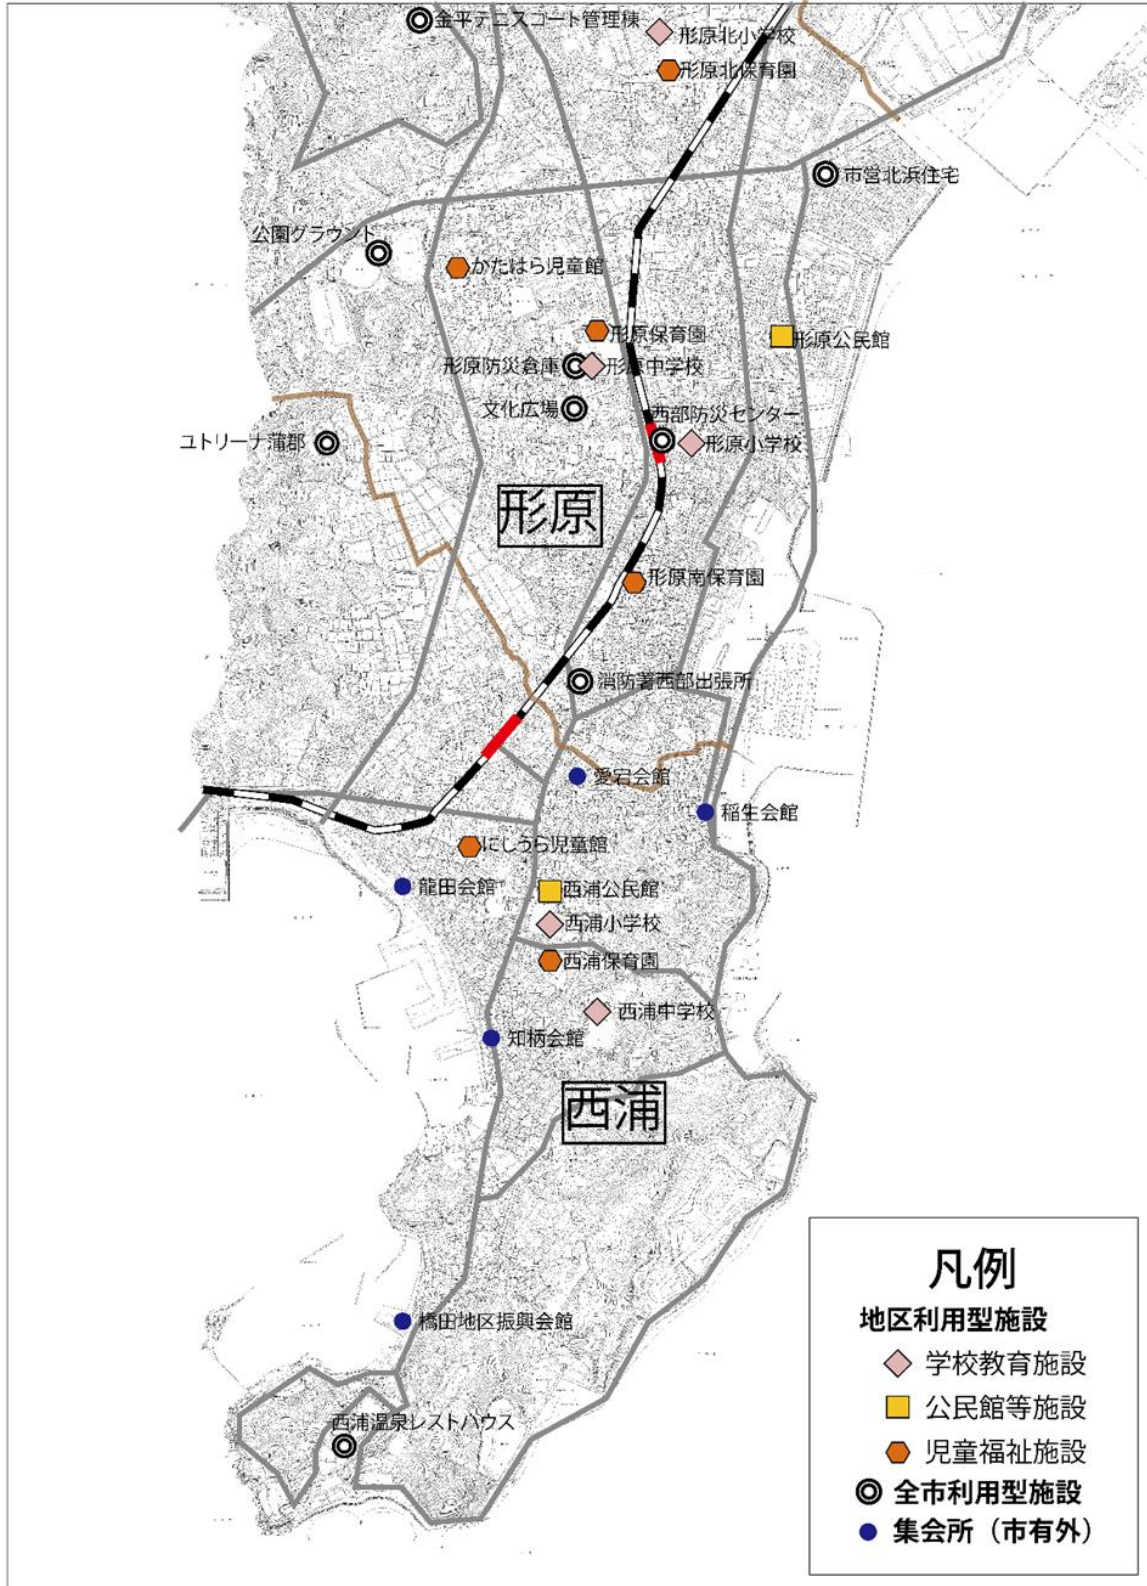 金平テニスコート管理棟
形原北小学校
形原北保育園
市営北浜住宅
公園グラウント
かたはら児童館
形原保育園
形原公民館
形原防災倉庫
形原中学校
文化広場
西部防災センター
ユトリーナ蒲郡
形原小学校
形原
形原南保育園
消防署西部出張所
愛宕会館
稲生会館
にしうら児童館
龍田会館
西浦公民館
西浦小学校
西浦保育園
西浦中学校
知柄会館
西浦
橋田地区振興会館
西浦温泉レストハウス
凡例
地区利用型施設
学校教育施設
公民館等施設
児童福祉施設
全市利用型施設
集会所（市有外）